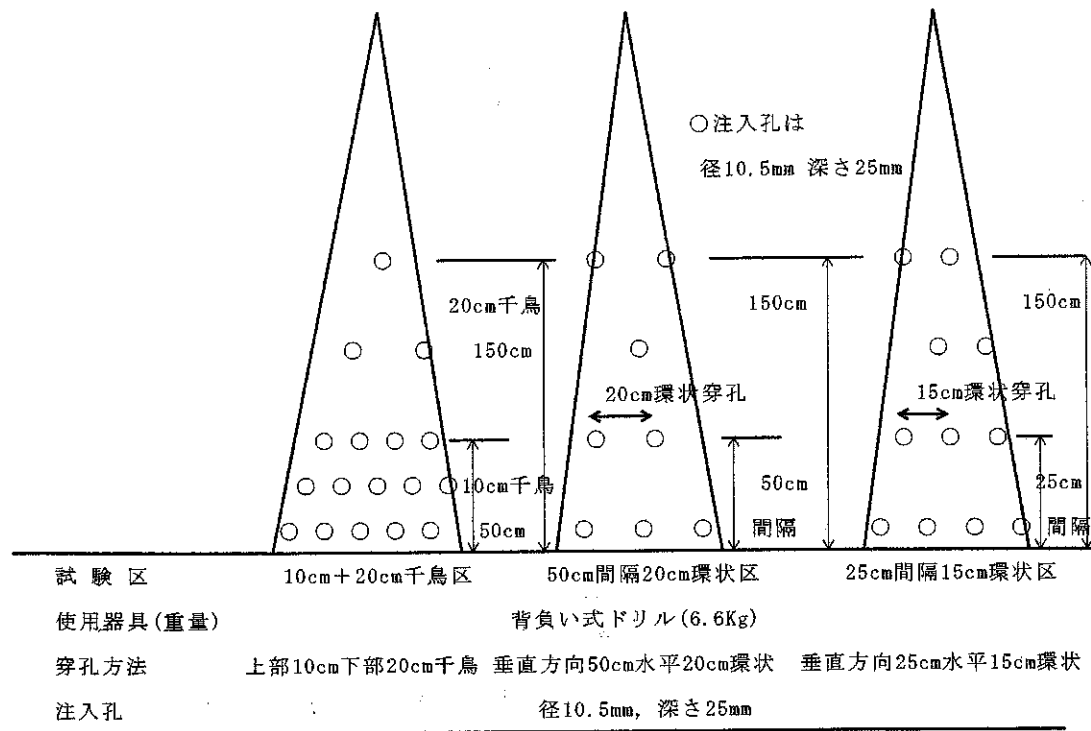 ○注入孔は
径10.5mm 深さ25mm
20cm千鳥
150cm
10cm千鳥
50cm
20cm環状穿孔
150cm
50cm
間隔
15cm環状穿孔
150cm
25cm
間隔
試験区 10cm+20cm千鳥区 50cm間隔20cm環状区 25cm間隔15cm環状区
使用器具(重量) 背負い式ドリル(6.6Kg)
穿孔方法 上部10cm下部20cm千鳥 垂直方向50cm水平20cm環状 垂直方向25cm水平15cm環状
注入孔 径10.5mm, 深さ25mm